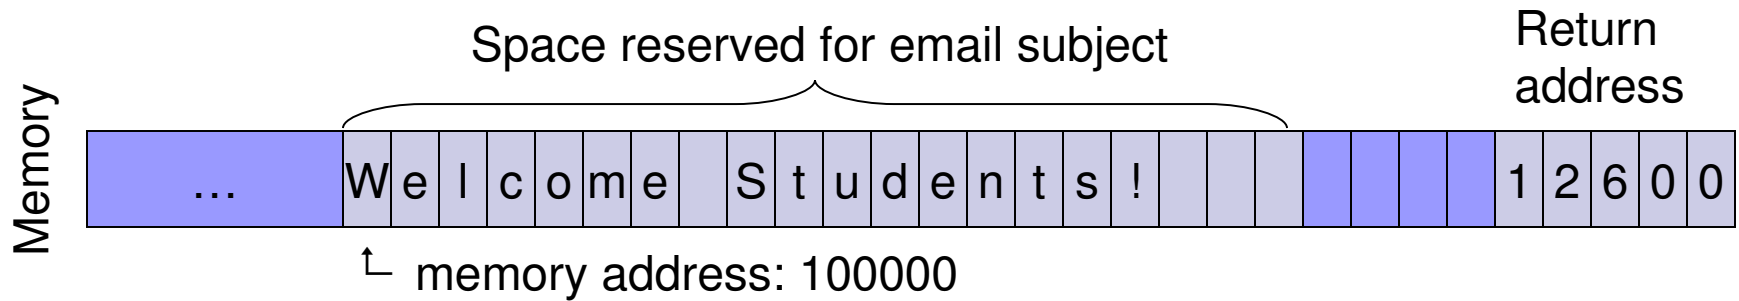 Space reserved for email subject
Return
address
Memory
... Welcome Students! 12600
memory address: 100000